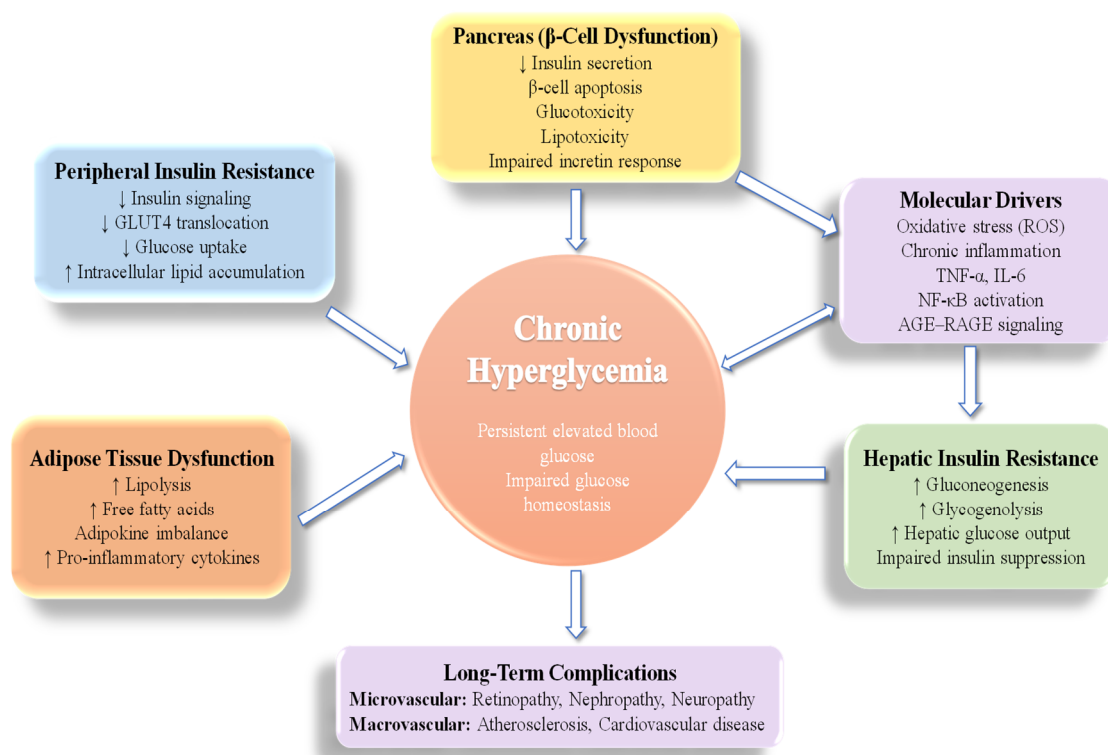 Pancreas (β-Cell Dysfunction)
↓ Insulin secretion
β-cell apoptosis
Glucotoxicity
Lipotoxicity
Impaired incretin response
Peripheral Insulin Resistance
↓ Insulin signaling
↓ GLUT4 translocation
↓ Glucose uptake
↑ Intracellular lipid accumulation
Molecular Drivers
Oxidative stress (ROS)
Chronic inflammation
TNF-α, IL-6
NF-κB activation
AGE–RAGE signaling
Chronic
Hyperglycemia
Persistent elevated blood
glucose
Impaired glucose
homeostasis
Adipose Tissue Dysfunction
↑ Lipolysis
↑ Free fatty acids
Adipokine imbalance
↑ Pro-inflammatory cytokines
Hepatic Insulin Resistance
↑ Gluconeogenesis
↑ Glycogenolysis
↑ Hepatic glucose output
Impaired insulin suppression
Long-Term Complications
Microvascular: Retinopathy, Nephropathy, Neuropathy
Macrovascular: Atherosclerosis, Cardiovascular disease